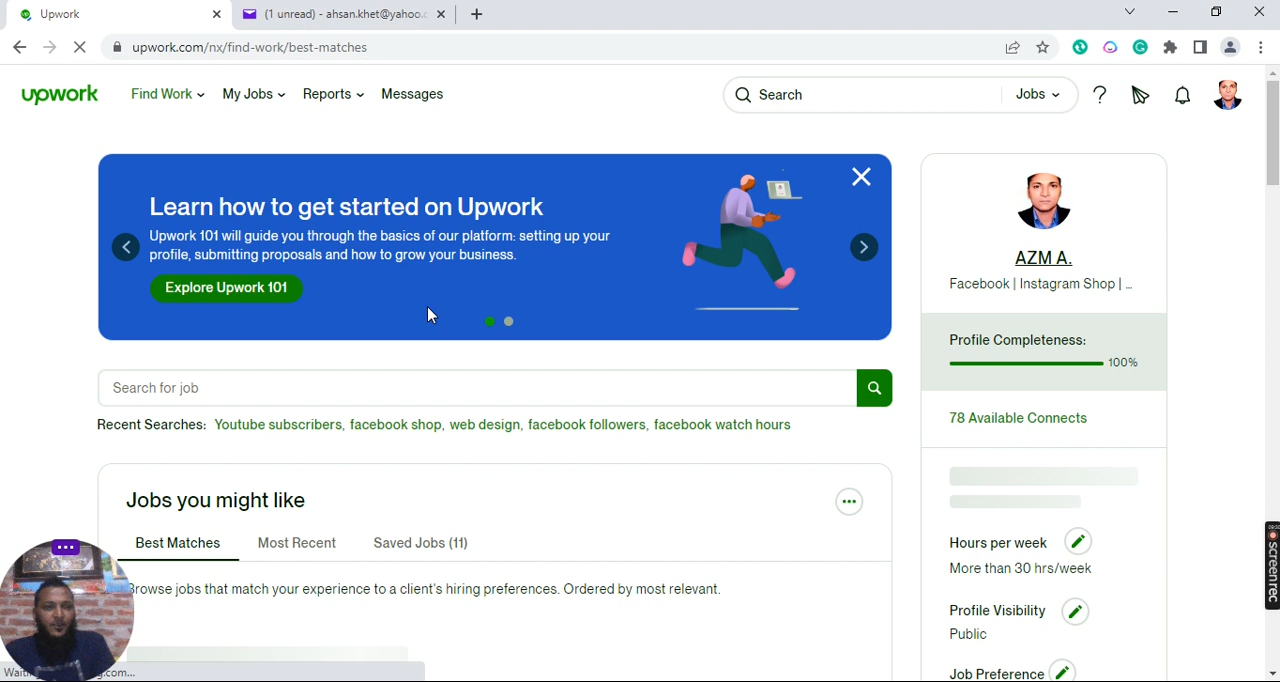 Upwork
(1 unread) - ahsan.khet@yahoo.c
upwork.com/nx/find-work/best-matches
upwork
Find Work
My Jobs
Reports
Messages
Search
Jobs
Learn how to get started on Upwork
Upwork 101 will guide you through the basics of our platform: setting up your
profile, submitting proposals and how to grow your business.
Explore Upwork 101
AZM A.
Facebook | Instagram Shop | ...
Profile Completeness:
100%
Search for job
Recent Searches: Youtube subscribers, facebook shop, web design, facebook followers, facebook watch hours
78 Available Connects
Jobs you might like
Best Matches
Most Recent
Saved Jobs (11)
Browse jobs that match your experience to a client's hiring preferences. Ordered by most relevant.
Hours per week
More than 30 hrs/week
Profile Visibility
Public
Job Preference
screenrec